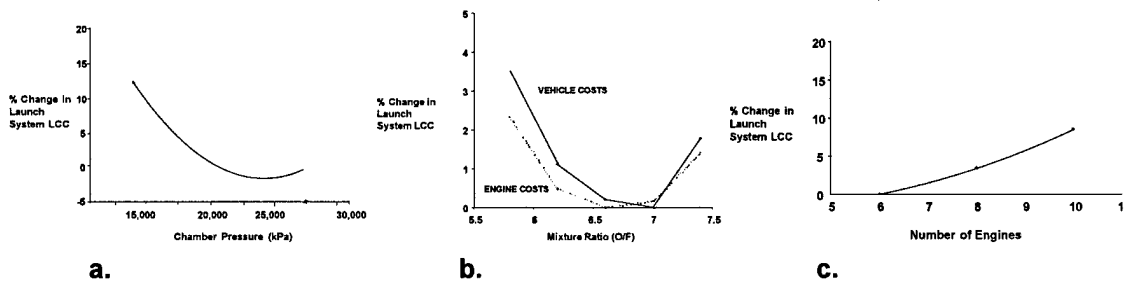 20
15
10
5
0
-5
% Change in
Launch
System LCC
15,000 20,000 25,000 30,000
Chamber Pressure (kPa)
a.
5
4
3
2
1
0
% Change in
Launch
System LCC
VEHICLE COSTS
ENGINE COSTS
5.5 6 6.5 7 7.5
Mixture Ratio (O/F)
b.
20
15
10
5
0
% Change in
Launch
System LCC
5 6 7 8 9 10 1
Number of Engines
c.